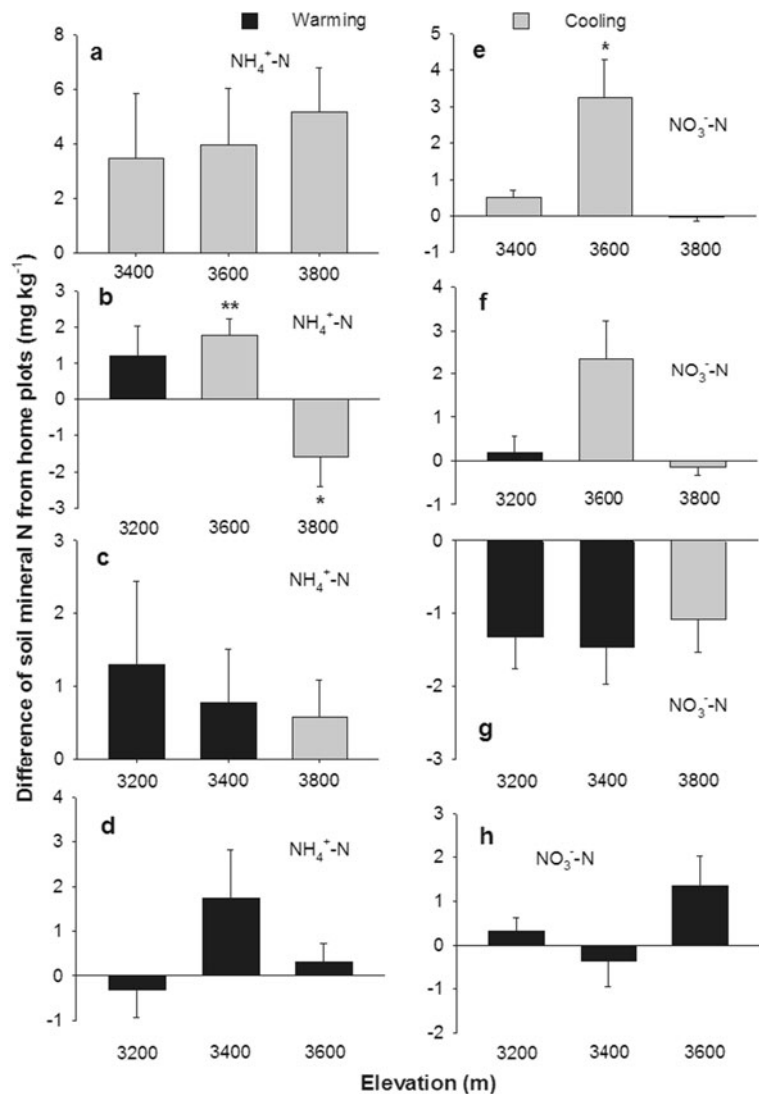 Warming Cooling
Difference of soil mineral N from home plots (mg kg⁻¹)
a
NH₄⁺-N
8
6
4
2
0
3400 3600 3800
e
*
NO₃⁻-N
5
4
3
2
1
0
-1
3400 3600 3800
b
**
NH₄⁺-N
*
3
2
1
0
-1
-2
-3
3200 3600 3800
f
NO₃⁻-N
4
3
2
1
0
-1
3200 3600 3800
c
NH₄⁺-N
3
2
1
0
3200 3400 3800
0
-1
-2
-3
NO₃⁻-N
g
3200 3400 3800
d
NH₄⁺-N
4
3
2
1
0
-1
3200 3400 3600
h
NO₃⁻-N
3
2
1
0
-1
-2
3200 3400 3600
Elevation (m)